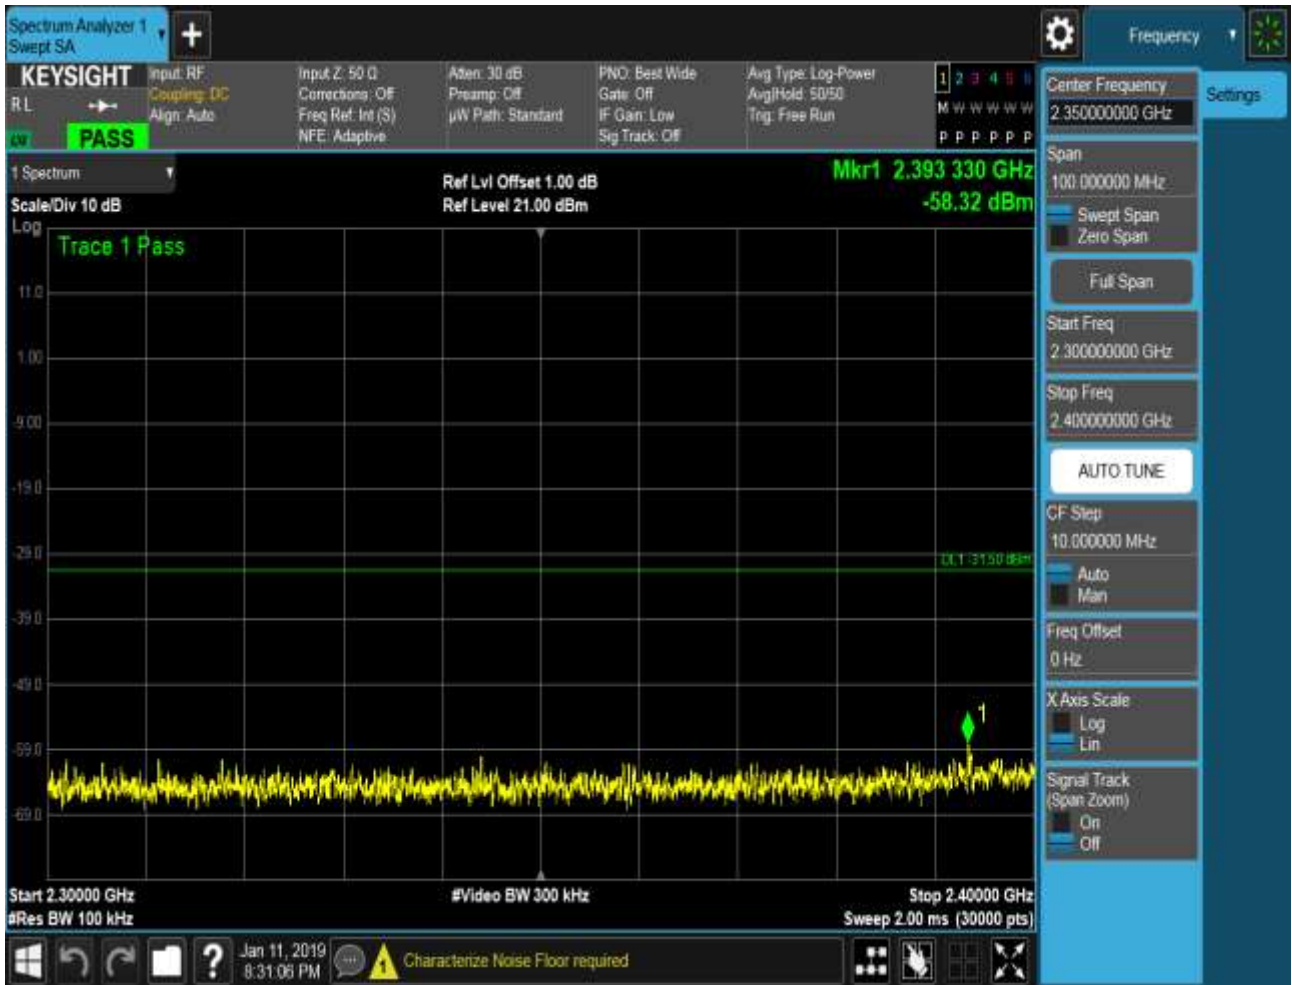 Spectrum Analyzer 1
Swept SA
Frequency
KEYSIGHT
RL
PASS
Input: RF
Coupling: DC
Align: Auto
Input Z: 50 Ω
Corrections: Off
Freq Ref: Int (S)
NFE: Adaptive
Atten: 30 dB
Preamp: Off
µW Path: Standard
PNO: Best Wide
Gate: Off
IF Gain: Low
Sig Track: Off
Avg Type: Log-Power
Avg|Hold: 50/50
Trig: Free Run
1 2 3 4 5 6
M W W W W W
P P P P P P
1 Spectrum
Scale/Div 10 dB
Log
Ref Lvl Offset 1.00 dB
Ref Level 21.00 dBm
Mkr1 2.393 330 GHz
-58.32 dBm
Trace 1 Pass
11.0
1.00
-9.00
-19.0
-29.0
DL1 -31.50 dBm
-39.0
-49.0
1
-59.0
-69.0
Start 2.30000 GHz
#Res BW 100 kHz
#Video BW 300 kHz
Stop 2.40000 GHz
Sweep 2.00 ms (30000 pts)
Center Frequency
2.350000000 GHz
Settings
Span
100.000000 MHz
Swept Span
Zero Span
Full Span
Start Freq
2.300000000 GHz
Stop Freq
2.400000000 GHz
AUTO TUNE
CF Step
10.000000 MHz
Auto
Man
Freq Offset
0 Hz
X Axis Scale
Log
Lin
Signal Track
(Span Zoom)
On
Off
?
Jan 11, 2019
8:31:06 PM
1
Characterize Noise Floor required